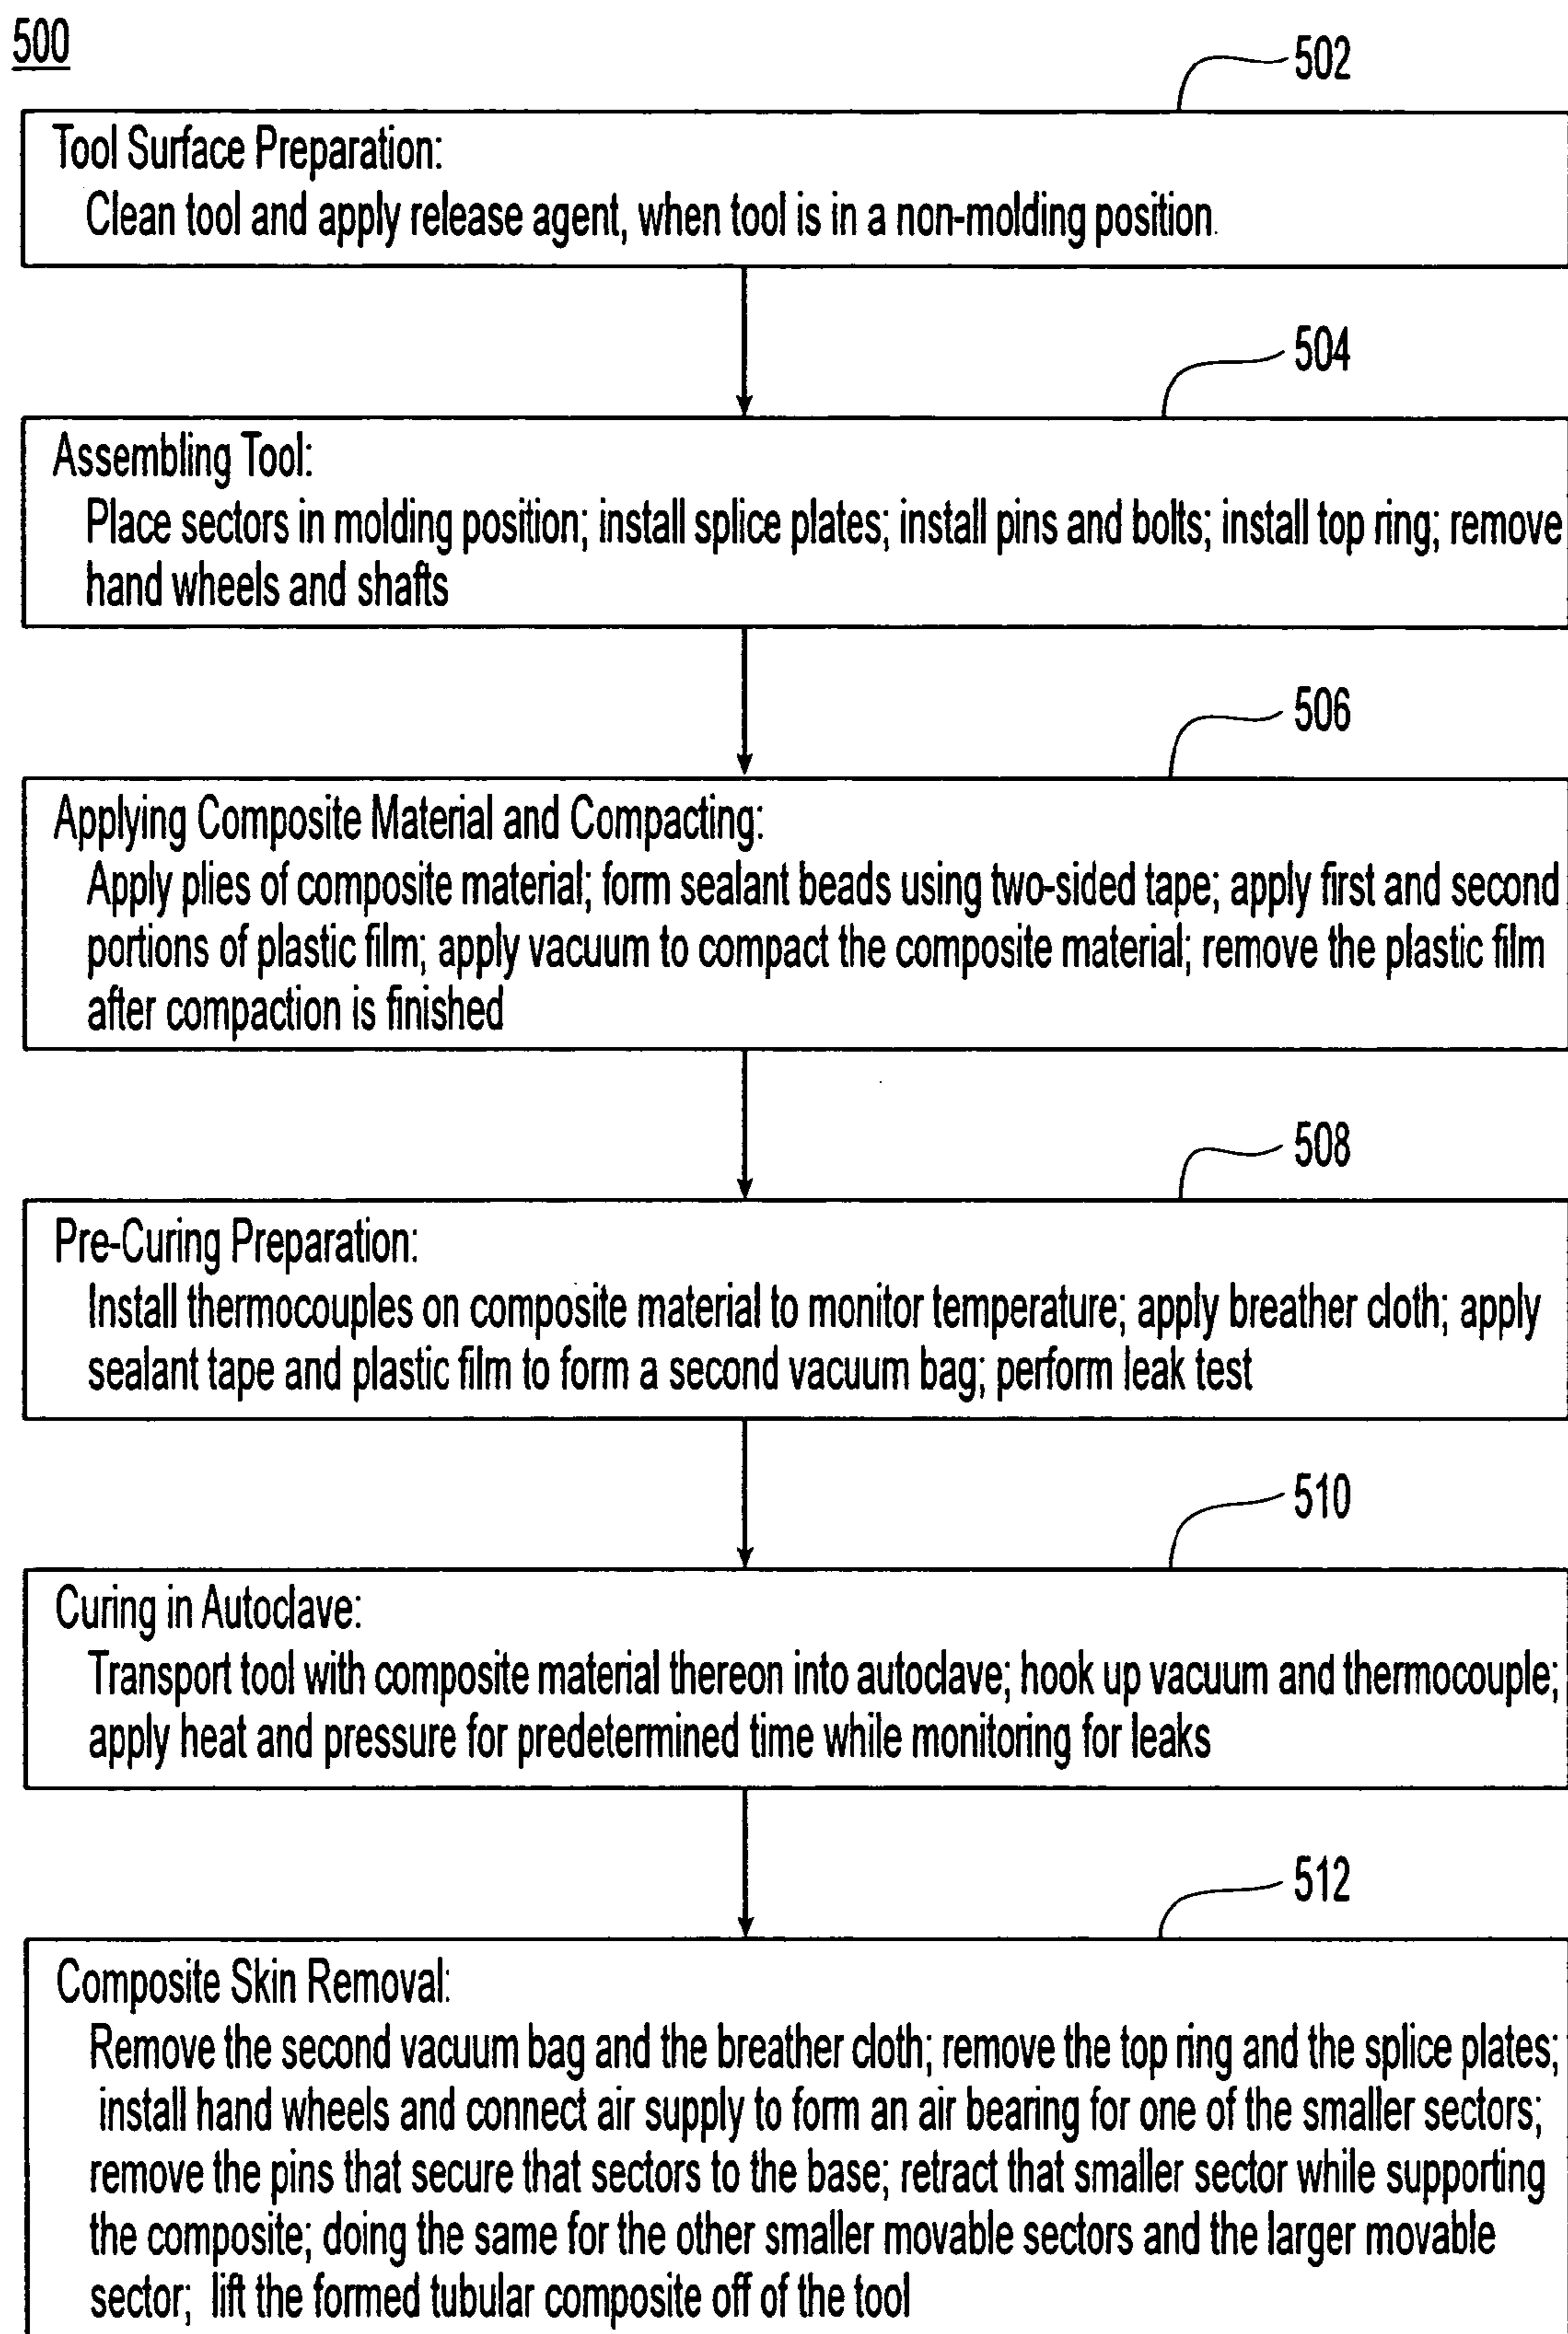 500
502
Tool Surface Preparation:
Clean tool and apply release agent, when tool is in a non-molding position.
504
Assembling Tool:
Place sectors in molding position; install splice plates; install pins and bolts; install top ring; remove
hand wheels and shafts
506
Applying Composite Material and Compacting:
Apply plies of composite material; form sealant beads using two-sided tape; apply first and second
portions of plastic film; apply vacuum to compact the composite material; remove the plastic film
after compaction is finished
508
Pre-Curing Preparation:
Install thermocouples on composite material to monitor temperature; apply breather cloth; apply
sealant tape and plastic film to form a second vacuum bag; perform leak test
510
Curing in Autoclave:
Transport tool with composite material thereon into autoclave; hook up vacuum and thermocouple;
apply heat and pressure for predetermined time while monitoring for leaks
512
Composite Skin Removal:
Remove the second vacuum bag and the breather cloth; remove the top ring and the splice plates;
install hand wheels and connect air supply to form an air bearing for one of the smaller sectors;
remove the pins that secure that sectors to the base; retract that smaller sector while supporting
the composite; doing the same for the other smaller movable sectors and the larger movable
sector; lift the formed tubular composite off of the tool